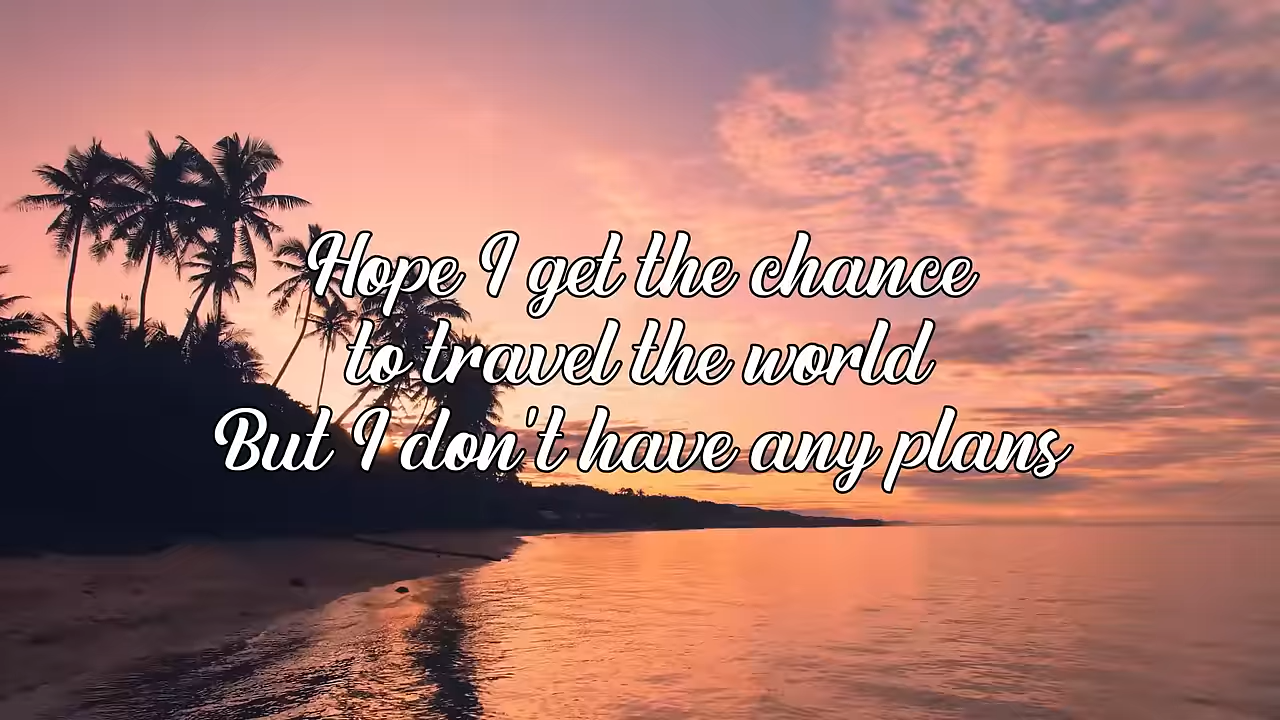 Hope I get the chance
to travel the world
But I don't have any plans